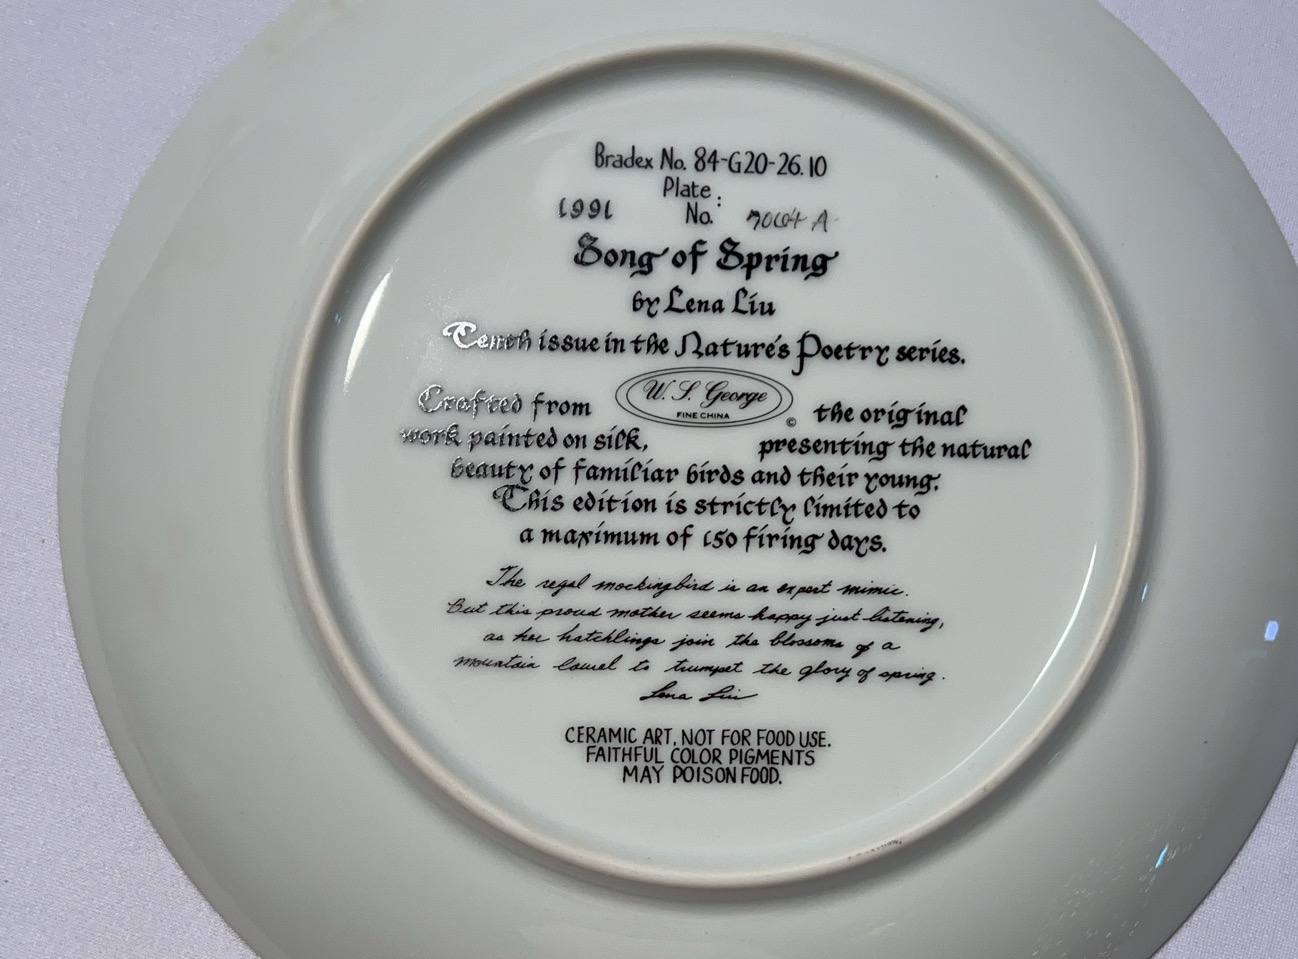 Bradex No. 84-G20-26.10
Plate :
1991 No. A
Song of Spring
by Lena Liu
Tenth issue in the Nature's Poetry series.
Crafted from W. S. George FINE CHINA © the original
work painted on silk, presenting the natural
beauty of familiar birds and their young.
This edition is strictly limited to
a maximum of 150 firing days.
The regal mockingbird is an expert mimic.
But this proud mother seems happy just listening,
as her hatchlings join the blossoms of a
mountain laurel to trumpet the glory of spring.
Lena Liu
CERAMIC ART, NOT FOR FOOD USE.
FAITHFUL COLOR PIGMENTS
MAY POISON FOOD.